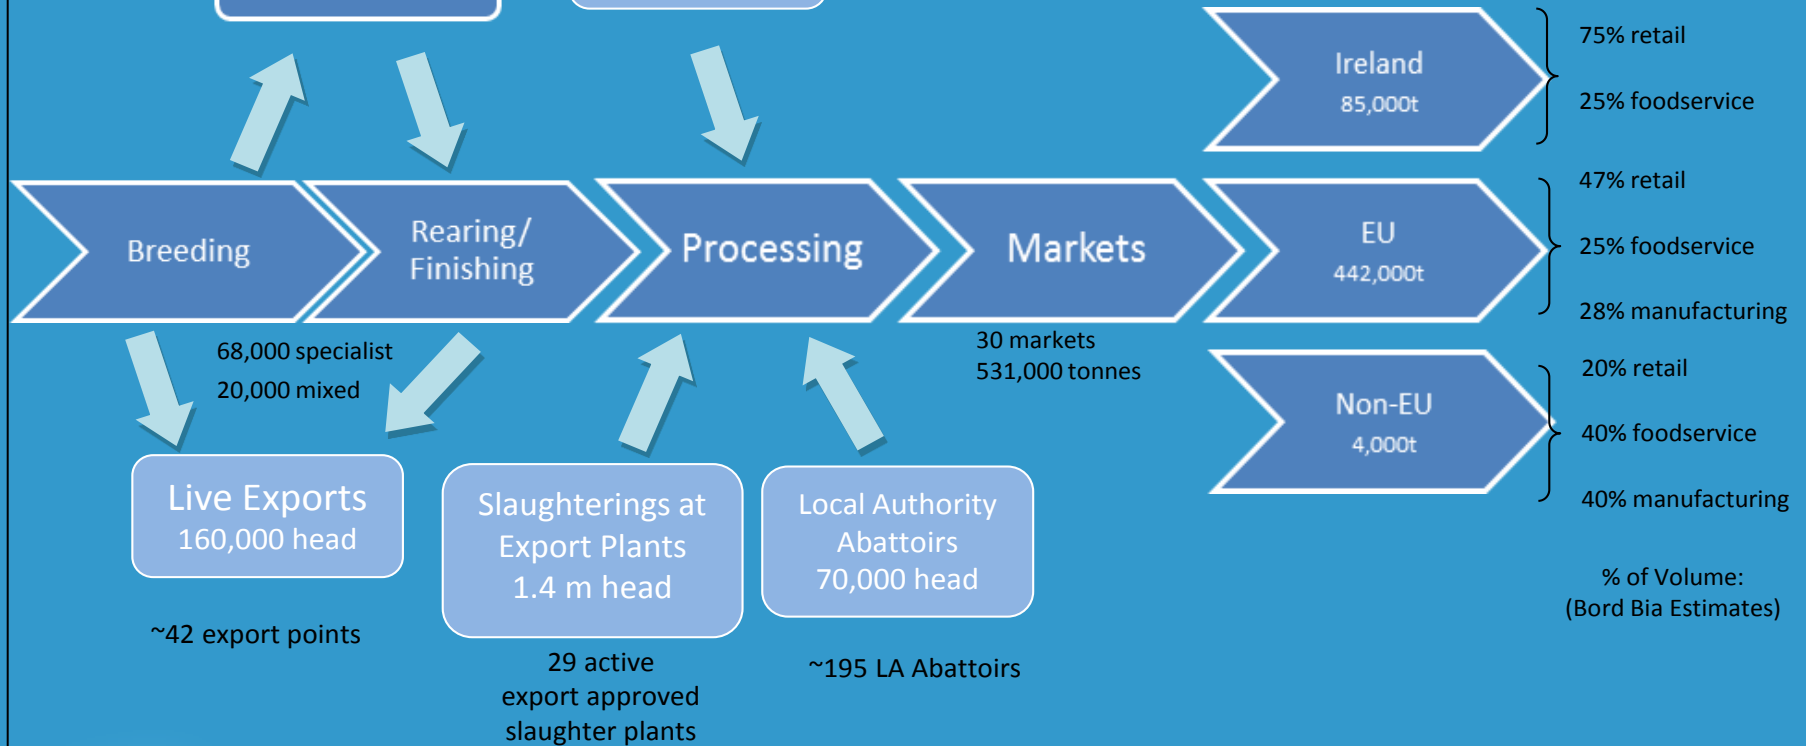 Breeding
Rearing/
Finishing
Processing
Markets
Ireland
85,000t
75% retail
25% foodservice
EU
442,000t
47% retail
25% foodservice
28% manufacturing
Non-EU
4,000t
20% retail
40% foodservice
40% manufacturing
68,000 specialist
20,000 mixed
30 markets
531,000 tonnes
Live Exports
160,000 head
~42 export points
Slaughterings at
Export Plants
1.4 m head
29 active
export approved
slaughter plants
Local Authority
Abattoirs
70,000 head
~195 LA Abattoirs
% of Volume:
(Bord Bia Estimates)